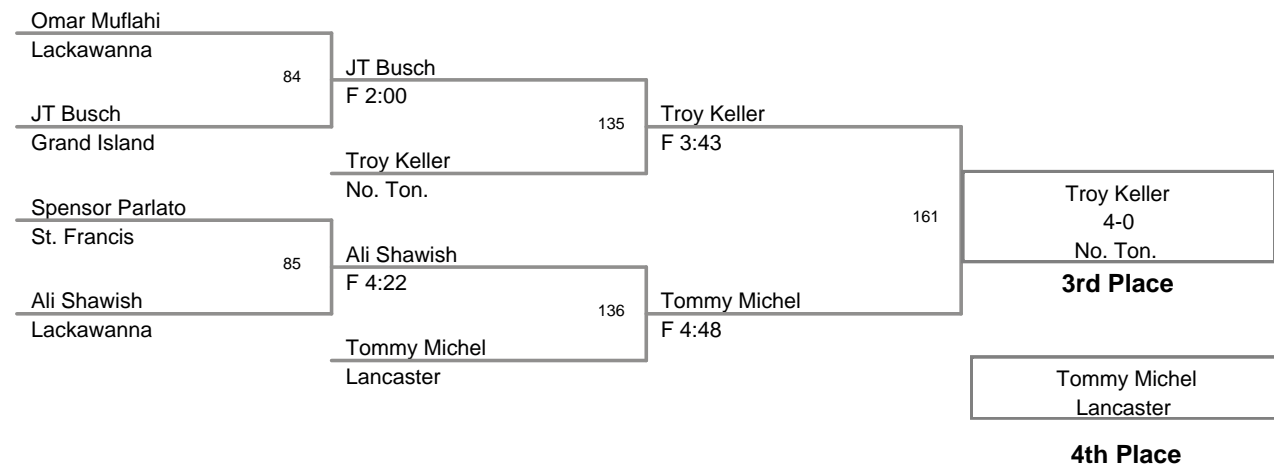 Omar Muflahi
Lackawanna
84
JT Busch
Grand Island
JT Busch
F 2:00
135
Troy Keller
No. Ton.
Troy Keller
F 3:43
Spensor Parlato
St. Francis
85
Ali Shawish
Lackawanna
Ali Shawish
F 4:22
136
Tommy Michel
Lancaster
Tommy Michel
F 4:48
161
Troy Keller
4-0
No. Ton.
3rd Place
Tommy Michel
Lancaster
4th Place